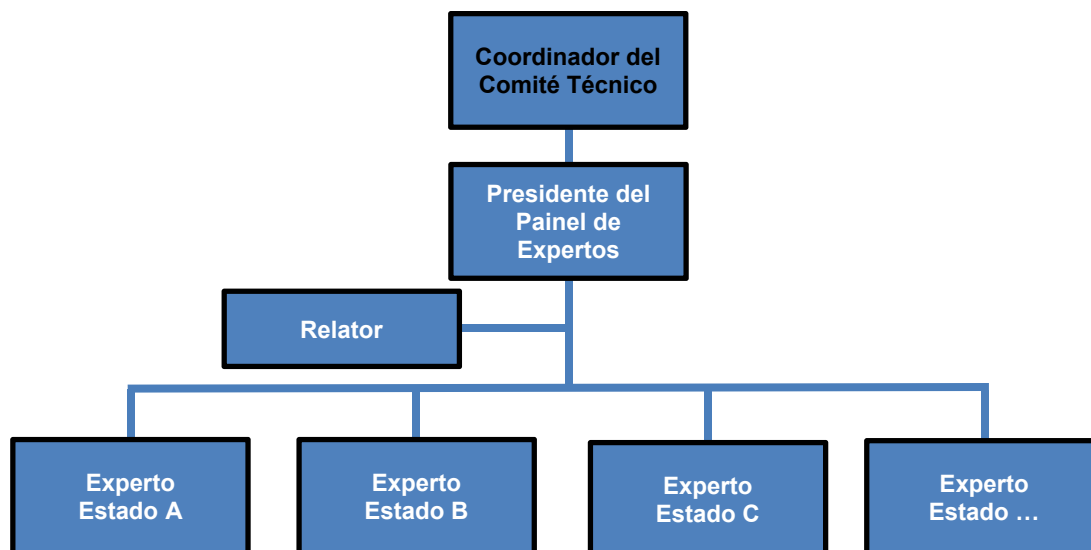 Coordinador del
Comité Técnico
Presidente del
Painel de
Expertos
Relator
Experto
Estado A
Experto
Estado B
Experto
Estado C
Experto
Estado …